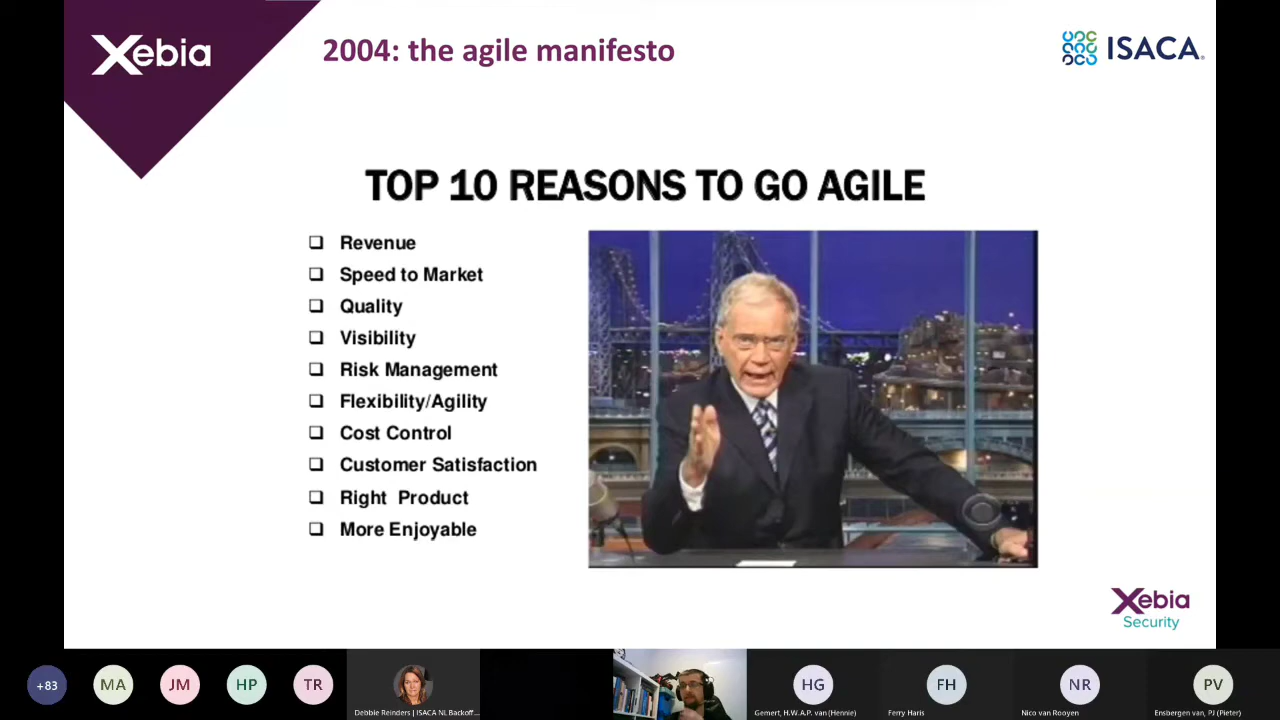 Xebia
2004: the agile manifesto
ISACA
TOP 10 REASONS TO GO AGILE
❑ Revenue
❑ Speed to Market
❑ Quality
❑ Visibility
❑ Risk Management
❑ Flexibility/Agility
❑ Cost Control
❑ Customer Satisfaction
❑ Right Product
❑ More Enjoyable
Xebia
Security
+83
MA
JM
HP
TR
Debbie Reinders | ISACA NL Backoff...
HG
Gemert, H.W.A.P. van (Hennie)
FH
Ferry Haris
NR
Nico van Rooyen
PV
Ensbergen van, PJ (Pieter)